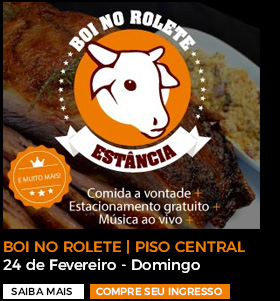 BOI NO ROLETE
ESTÂNCIA
E MUITO MAIS!
Comida a vontade +
Estacionamento gratuito +
Música ao vivo +
BOI NO ROLETE | PISO CENTRAL
24 de Fevereiro - Domingo
SAIBA MAIS
COMPRE SEU INGRESSO